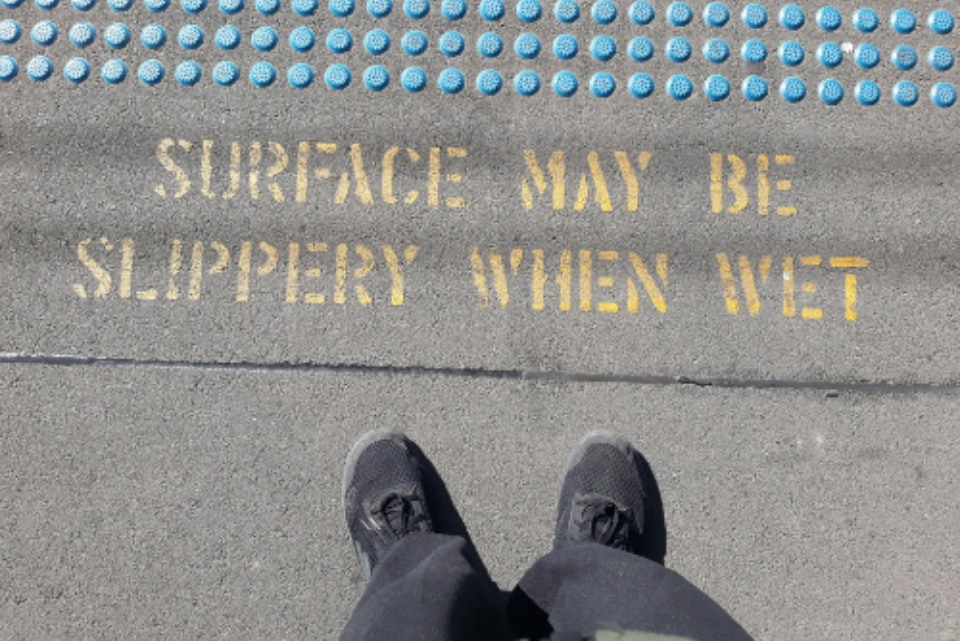 SURFACE MAY BE
SLIPPERY WHEN WET